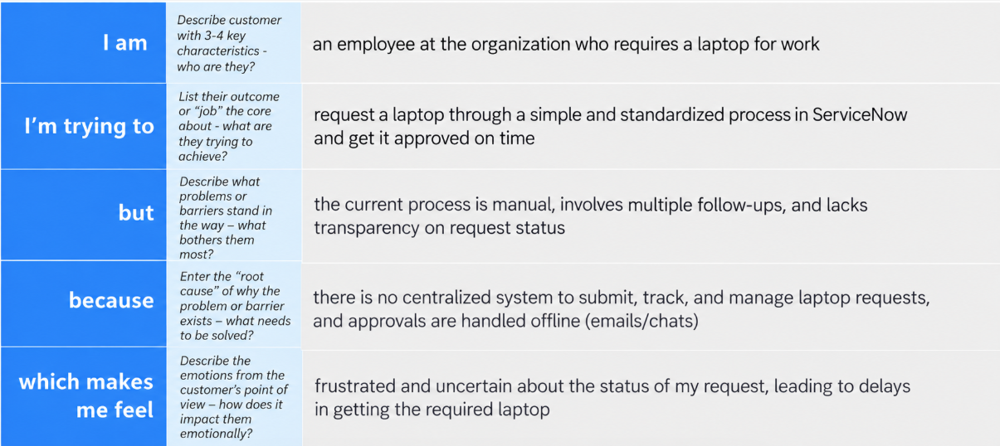 I am
Describe customer
with 3-4 key
characteristics -
who are they?
an employee at the organization who requires a laptop for work
I'm trying to
List their outcome
or "job" the core
about - what are
they trying to
achieve?
request a laptop through a simple and standardized process in ServiceNow
and get it approved on time
but
Describe what
problems or
barriers stand in
the way – what
bothers them
most?
the current process is manual, involves multiple follow-ups, and lacks
transparency on request status
because
Enter the "root
cause" of why the
problem or barrier
exists – what needs
to be solved?
there is no centralized system to submit, track, and manage laptop requests,
and approvals are handled offline (emails/chats)
which makes
me feel
Describe the
emotions from the
customer's point of
view – how does it
impact them
emotionally?
frustrated and uncertain about the status of my request, leading to delays
in getting the required laptop